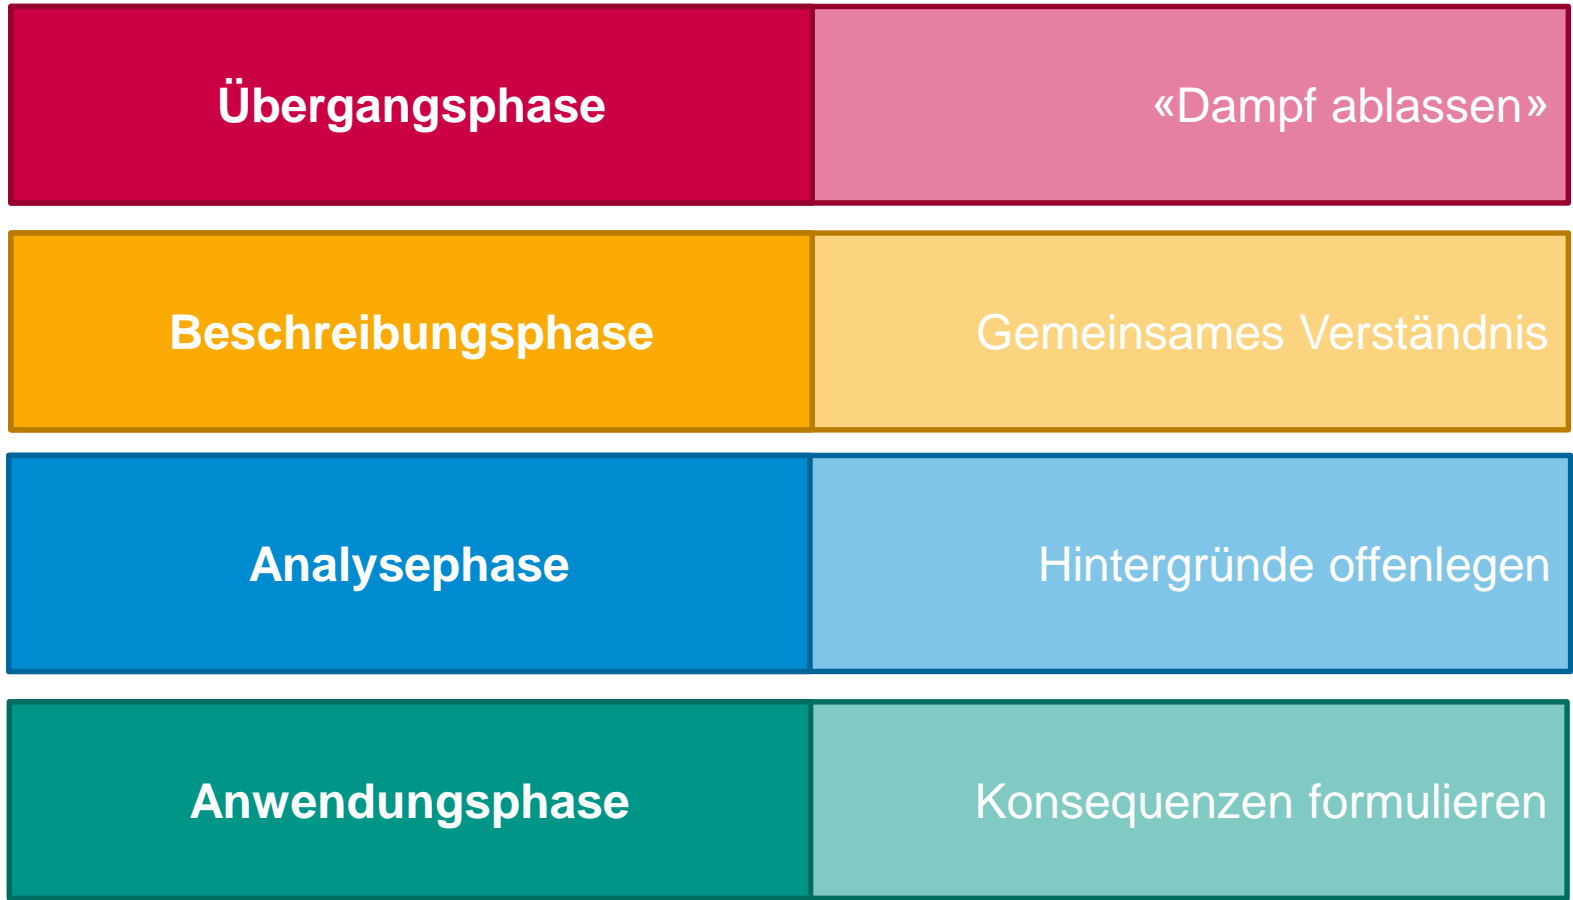 Übergangsphase
«Dampf ablassen»
Beschreibungsphase
Gemeinsames Verständnis
Analysephase
Hintergründe offenlegen
Anwendungsphase
Konsequenzen formulieren